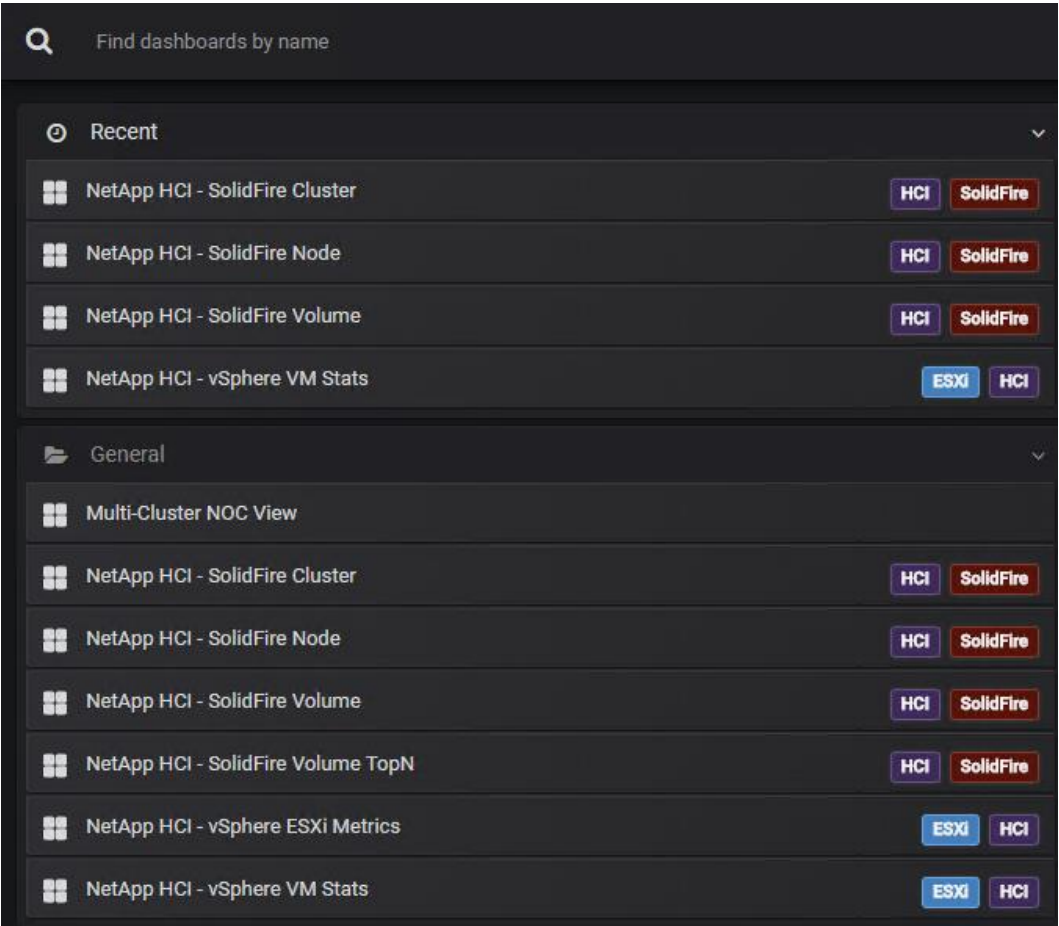 Find dashboards by name
Recent
NetApp HCI - SolidFire Cluster HCI SolidFire
NetApp HCI - SolidFire Node HCI SolidFire
NetApp HCI - SolidFire Volume HCI SolidFire
NetApp HCI - vSphere VM Stats ESXi HCI
General
Multi-Cluster NOC View
NetApp HCI - SolidFire Cluster HCI SolidFire
NetApp HCI - SolidFire Node HCI SolidFire
NetApp HCI - SolidFire Volume HCI SolidFire
NetApp HCI - SolidFire Volume TopN HCI SolidFire
NetApp HCI - vSphere ESXi Metrics ESXi HCI
NetApp HCI - vSphere VM Stats ESXi HCI